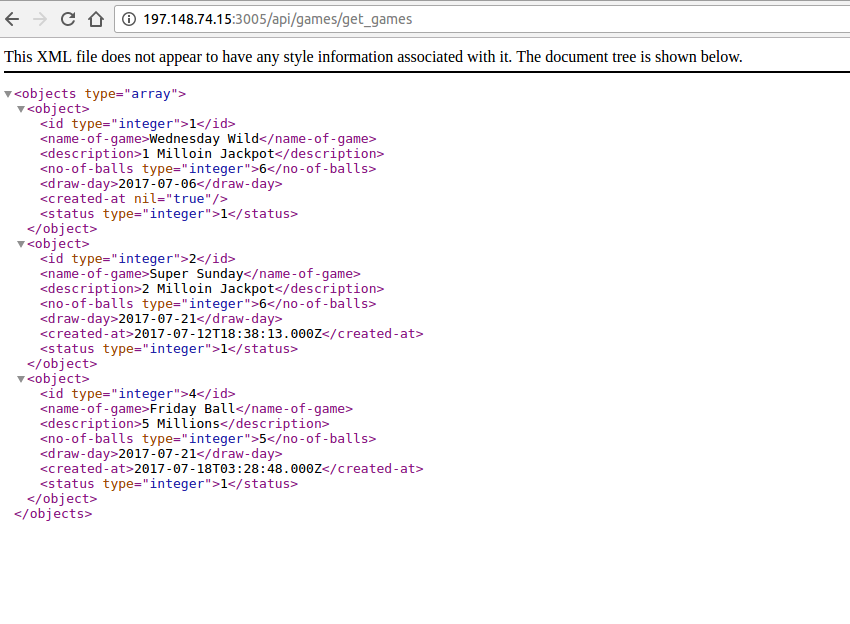 197.148.74.15:3005/api/games/get_games
This XML file does not appear to have any style information associated with it. The document tree is shown below.
<objects type="array">
<object>
<id type="integer">1</id>
<name-of-game>Wednesday Wild</name-of-game>
<description>1 Milloin Jackpot</description>
<no-of-balls type="integer">6</no-of-balls>
<draw-day>2017-07-06</draw-day>
<created-at nil="true"/>
<status type="integer">1</status>
</object>
<object>
<id type="integer">2</id>
<name-of-game>Super Sunday</name-of-game>
<description>2 Milloin Jackpot</description>
<no-of-balls type="integer">6</no-of-balls>
<draw-day>2017-07-21</draw-day>
<created-at>2017-07-12T18:38:13.000Z</created-at>
<status type="integer">1</status>
</object>
<object>
<id type="integer">4</id>
<name-of-game>Friday Ball</name-of-game>
<description>5 Millions</description>
<no-of-balls type="integer">5</no-of-balls>
<draw-day>2017-07-21</draw-day>
<created-at>2017-07-18T03:28:48.000Z</created-at>
<status type="integer">1</status>
</object>
</objects>